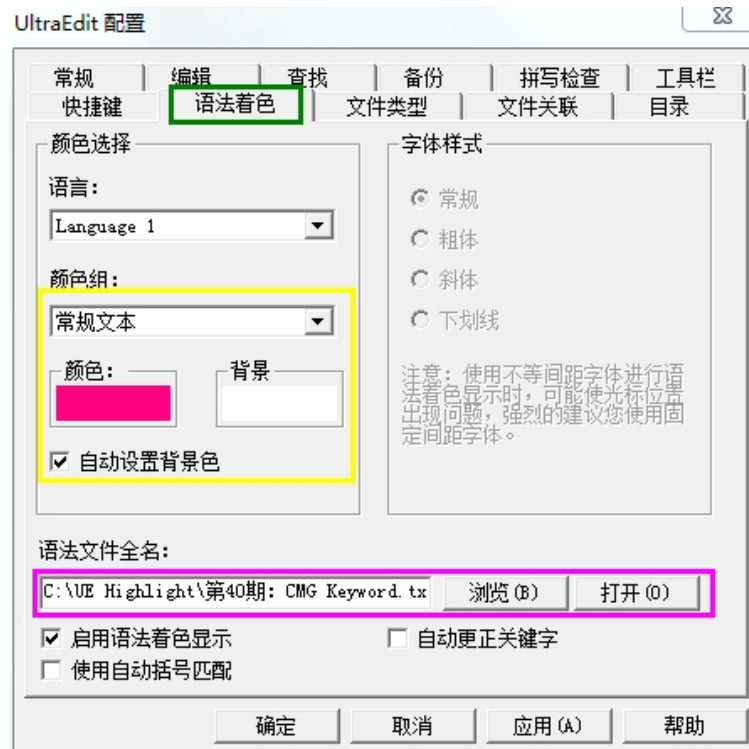 UltraEdit 配置
常规 编辑 查找 备份 拼写检查 工具栏
快捷键 语法着色 文件类型 文件关联 目录
颜色选择
语言：
Language 1
颜色组：
常规文本
颜色： 背景
自动设置背景色
字体样式
常规
粗体
斜体
下划线
注意：使用不等间距字体进行语
法着色显示时，可能使光标位置
出现问题，强烈的建议您使用固
定间距字体。
语法文件全名：
C:\UE Highlight\第40期：CMG Keyword.tx 浏览(B) 打开(O)
启用语法着色显示 自动更正关键字
使用自动括号匹配
确定 取消 应用(A) 帮助